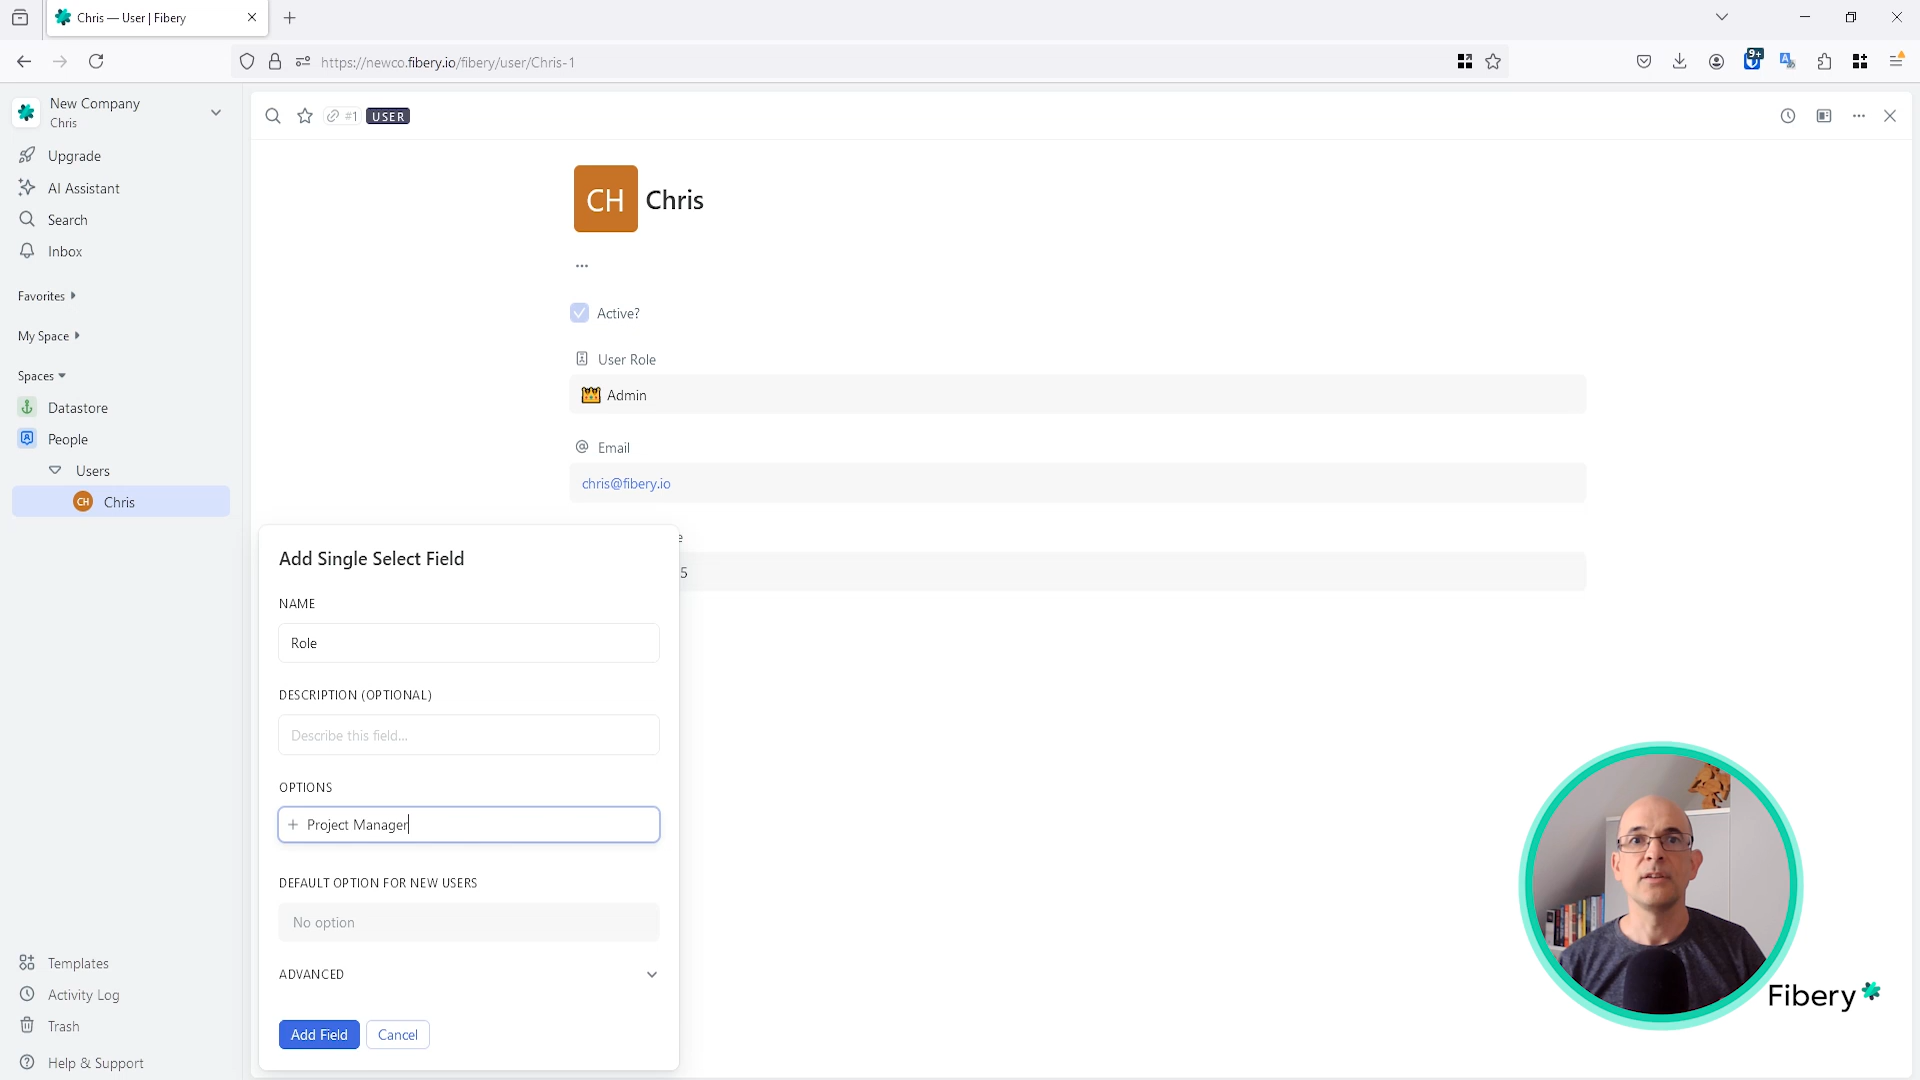 Chris — User | Fibery
https://newco.fibery.io/fibery/user/Chris-1
9+
New Company
Chris
Upgrade
AI Assistant
Search
Inbox
Favorites
My Space
Spaces
Datastore
People
Users
CH Chris
Templates
Activity Log
Trash
Help & Support
#1 USER
CH Chris
...
Active?
User Role
Admin
@ Email
chris@fibery.io
e
5
Add Single Select Field
NAME
Role
DESCRIPTION (OPTIONAL)
Describe this field...
OPTIONS
+ Project Manager
DEFAULT OPTION FOR NEW USERS
No option
ADVANCED
Add Field Cancel
Fibery